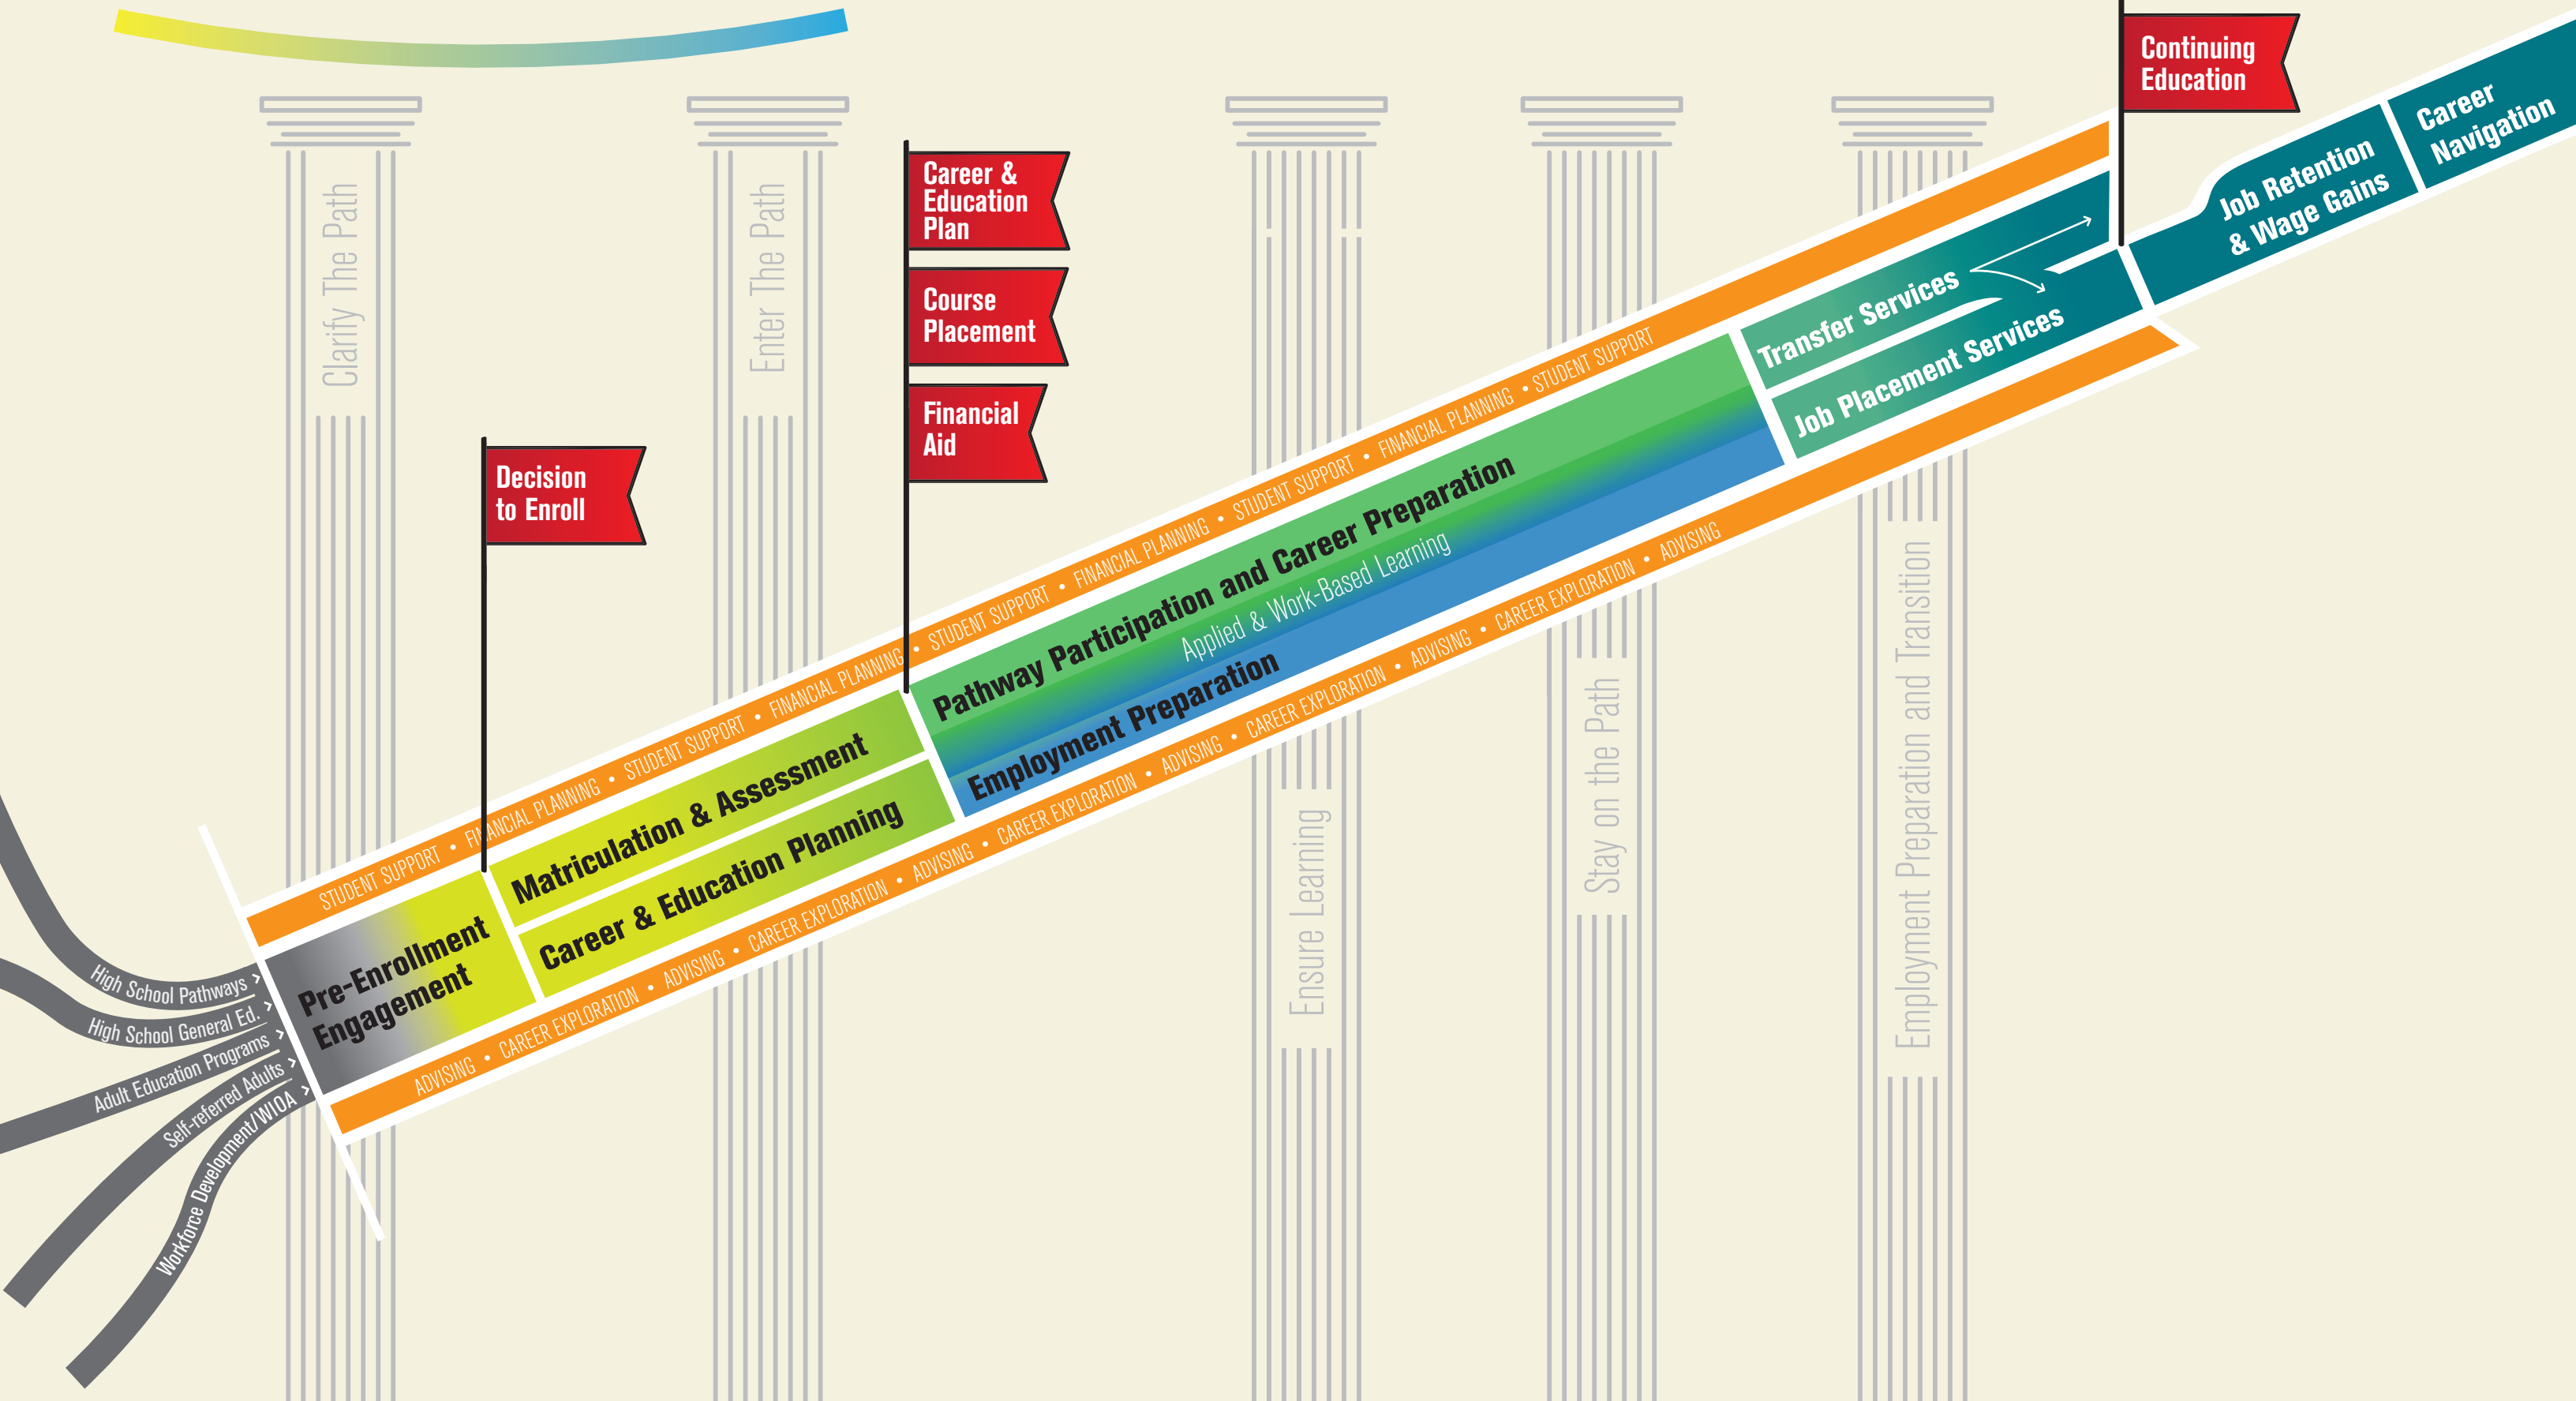 Clarify The Path
Enter The Path
Ensure Learning
Stay on the Path
Employment Preparation and Transition
Decision
to Enroll
Career &
Education
Plan
Course
Placement
Financial
Aid
Continuing
Education
High School Pathways >
High School General Ed. >
Adult Education Programs >
Self-referred Adults >
Workforce Development/WIOA >
STUDENT SUPPORT • FINANCIAL PLANNING • STUDENT SUPPORT • FINANCIAL PLANNING • STUDENT SUPPORT • FINANCIAL PLANNING • STUDENT SUPPORT • FINANCIAL PLANNING • STUDENT SUPPORT
Pre-Enrollment
Engagement
Matriculation & Assessment
Career & Education Planning
Pathway Participation and Career Preparation
Applied & Work-Based Learning
Employment Preparation
Transfer Services
Job Placement Services
Job Retention
& Wage Gains
Career
Navigation
ADVISING • CAREER EXPLORATION • ADVISING • CAREER EXPLORATION • ADVISING • CAREER EXPLORATION • ADVISING • CAREER EXPLORATION • ADVISING • CAREER EXPLORATION • ADVISING